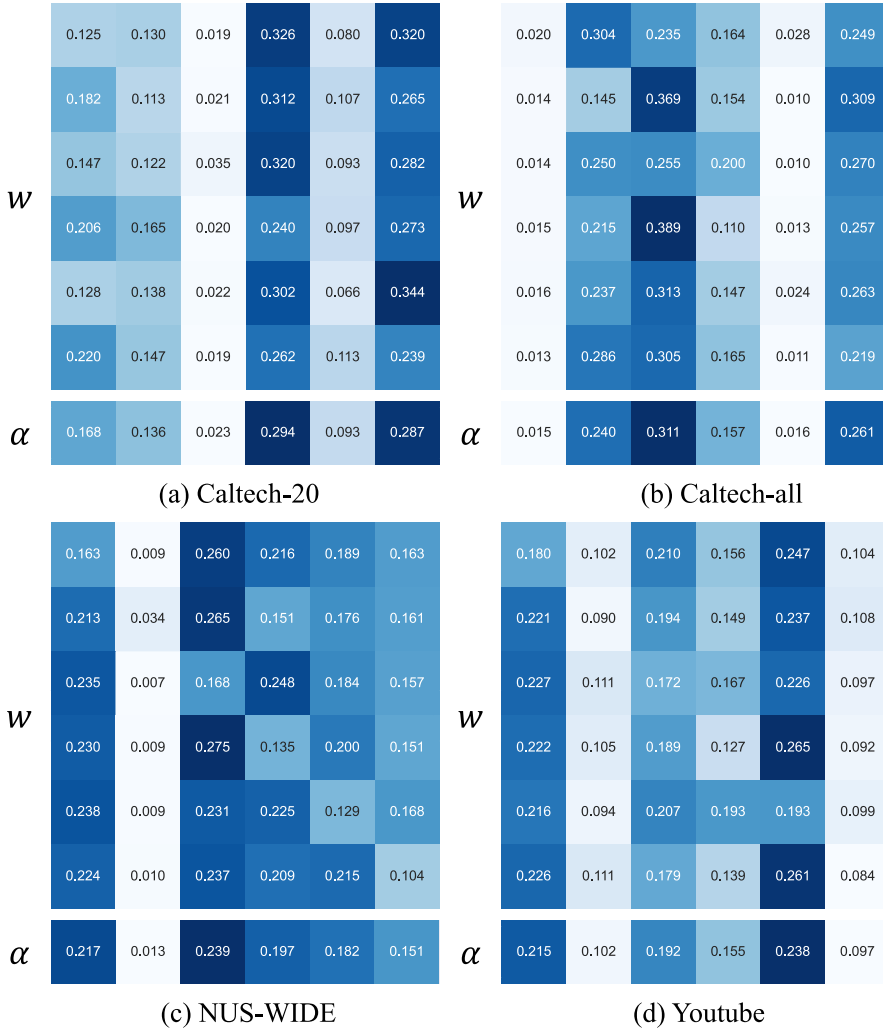 0.125 0.130 0.019 0.326 0.080 0.320
0.182 0.113 0.021 0.312 0.107 0.265
0.147 0.122 0.035 0.320 0.093 0.282
w
0.206 0.165 0.020 0.240 0.097 0.273
0.128 0.138 0.022 0.302 0.066 0.344
0.220 0.147 0.019 0.262 0.113 0.239
α 0.168 0.136 0.023 0.294 0.093 0.287
(a) Caltech-20
0.020 0.304 0.235 0.164 0.028 0.249
0.014 0.145 0.369 0.154 0.010 0.309
0.014 0.250 0.255 0.200 0.010 0.270
w
0.015 0.215 0.389 0.110 0.013 0.257
0.016 0.237 0.313 0.147 0.024 0.263
0.013 0.286 0.305 0.165 0.011 0.219
α 0.015 0.240 0.311 0.157 0.016 0.261
(b) Caltech-all
0.163 0.009 0.260 0.216 0.189 0.163
0.213 0.034 0.265 0.151 0.176 0.161
0.235 0.007 0.168 0.248 0.184 0.157
w
0.230 0.009 0.275 0.135 0.200 0.151
0.238 0.009 0.231 0.225 0.129 0.168
0.224 0.010 0.237 0.209 0.215 0.104
α 0.217 0.013 0.239 0.197 0.182 0.151
(c) NUS-WIDE
0.180 0.102 0.210 0.156 0.247 0.104
0.221 0.090 0.194 0.149 0.237 0.108
0.227 0.111 0.172 0.167 0.226 0.097
w
0.222 0.105 0.189 0.127 0.265 0.092
0.216 0.094 0.207 0.193 0.193 0.099
0.226 0.111 0.179 0.139 0.261 0.084
α 0.215 0.102 0.192 0.155 0.238 0.097
(d) Youtube